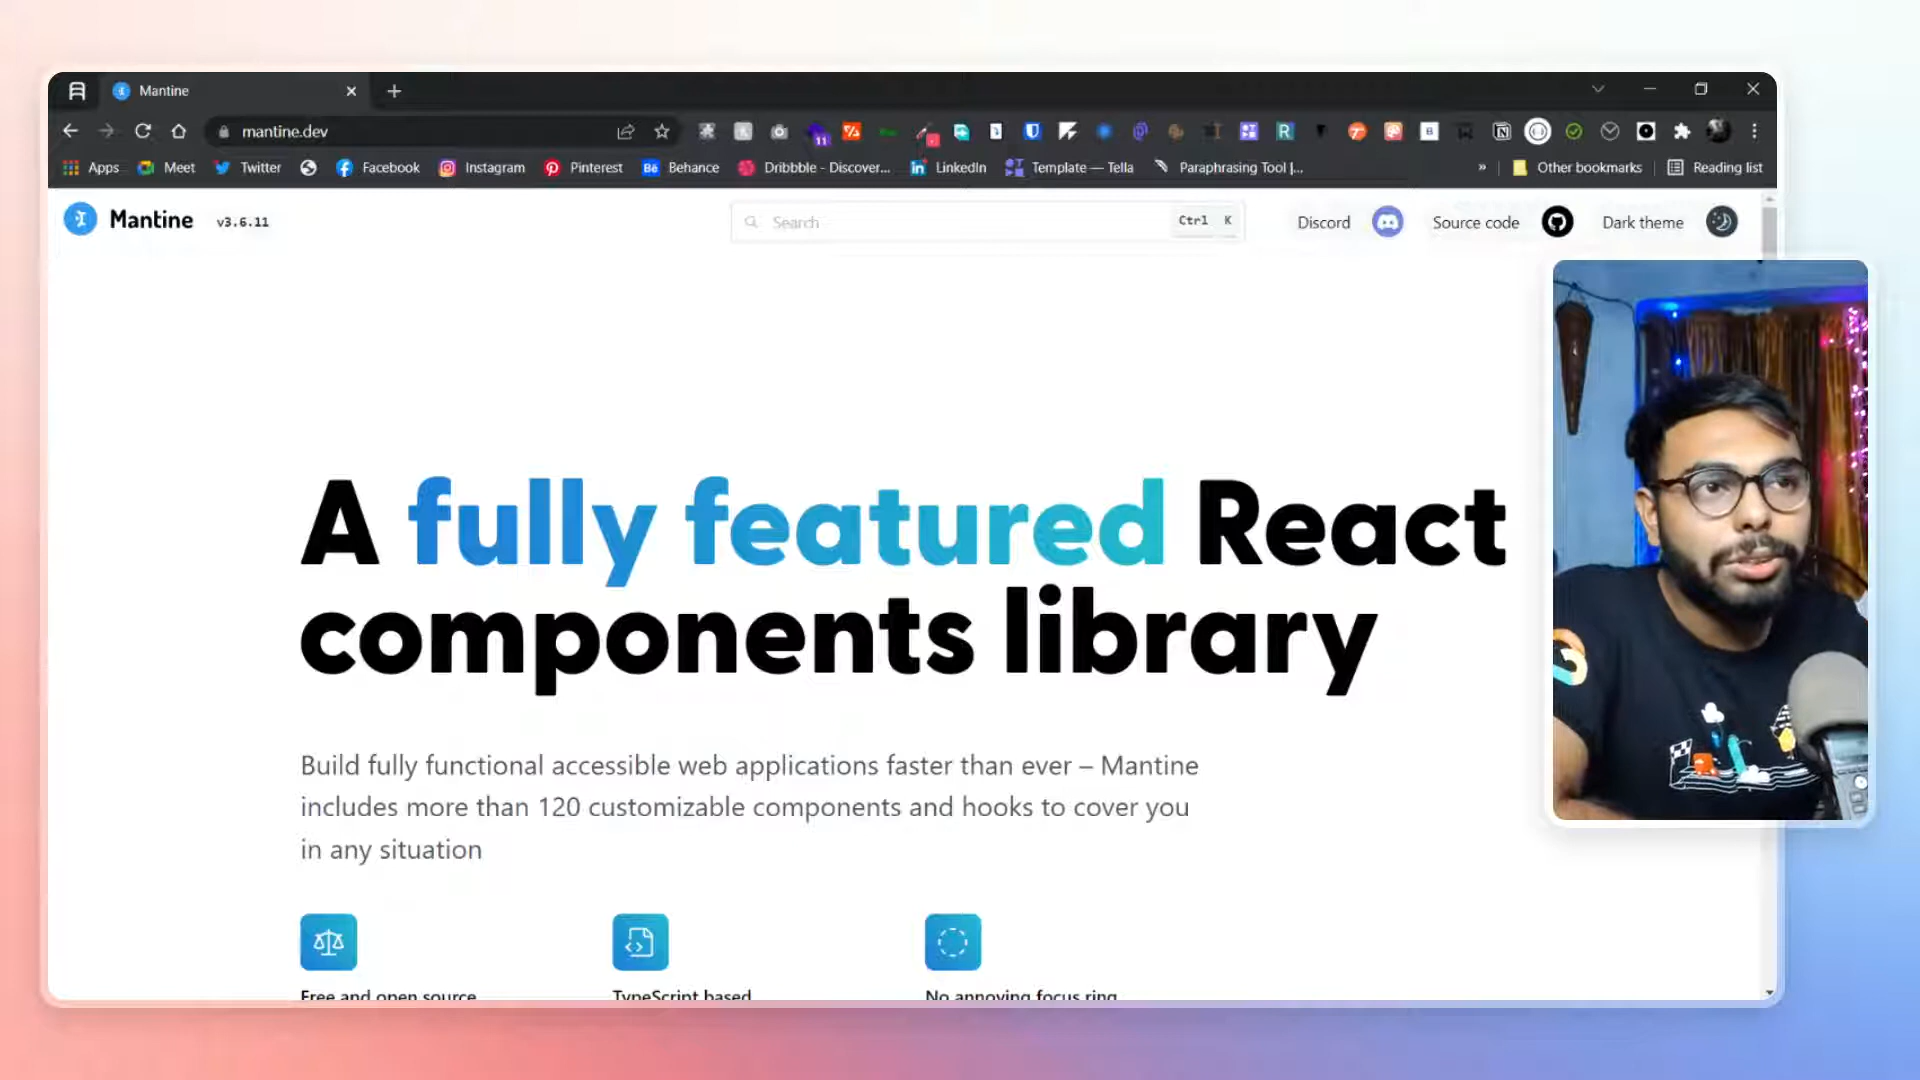 Mantine
mantine.dev
11
Apps Meet Twitter Facebook Instagram Pinterest Behance Dribbble - Discover... LinkedIn Template — Tella Paraphrasing Tool |... » Other bookmarks Reading list
Mantine v3.6.11 Search Ctrl K Discord Source code Dark theme
A fully featured React
components library
Build fully functional accessible web applications faster than ever – Mantine
includes more than 120 customizable components and hooks to cover you
in any situation
Free and open source TypeScript based No annoying focus ring